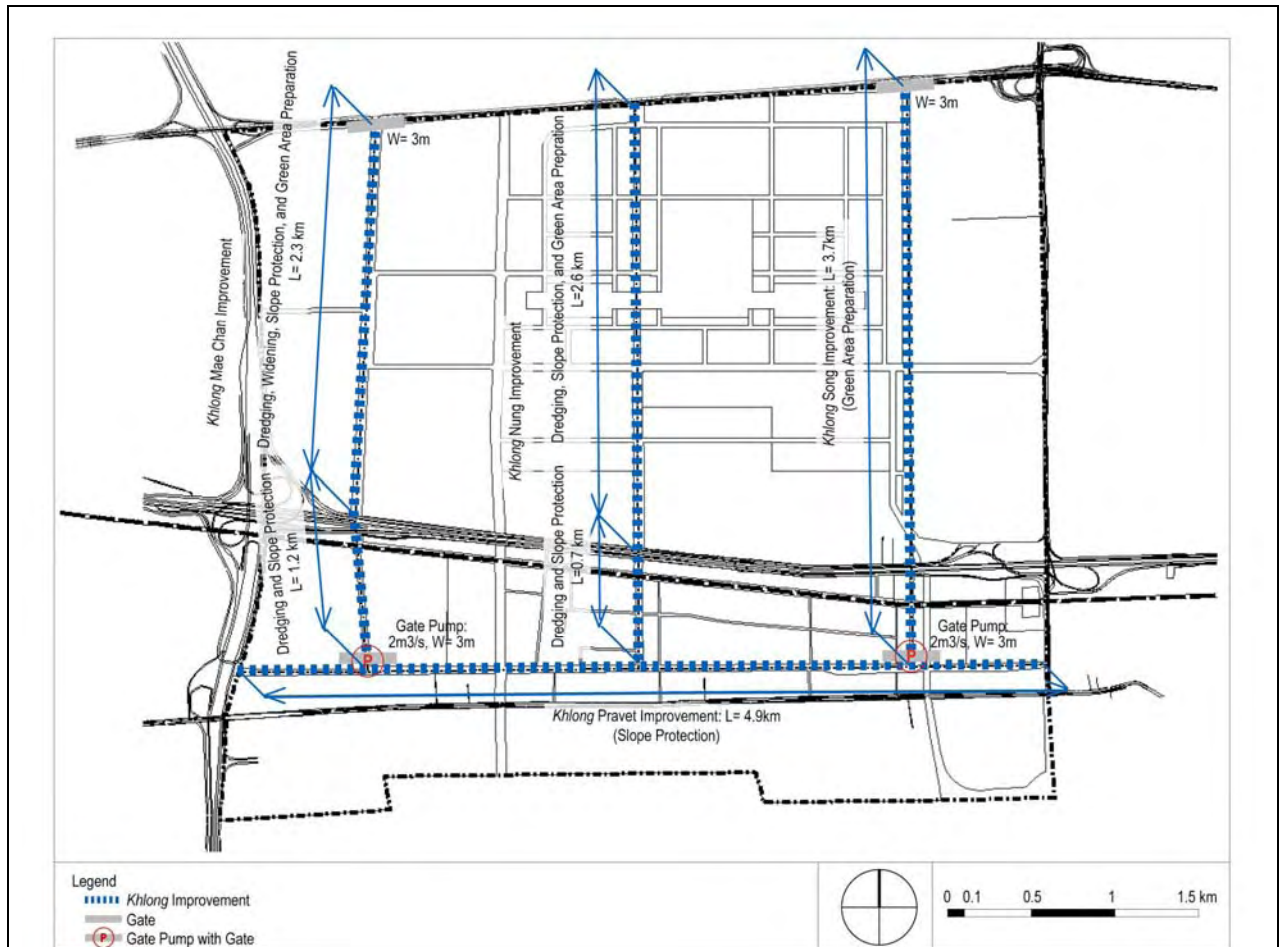 Khlong Mae Chan Improvement
Dredging and Slope Protection
L= 1.2 km
Dredging, Widening, Slope Protection, and Green Area Preparation
L= 2.3 km
W= 3m
Khlong Nung Improvement
Dredging and Slope Protection
L=0.7 km
Dredging, Slope Protection, and Green Area Prepration
L=2.6 km
Khlong Song Improvement: L= 3.7km
(Green Area Preparation)
W= 3m
Gate Pump:
2m3/s, W= 3m
P
Gate Pump:
2m3/s, W= 3m
P
Khlong Pravet Improvement: L= 4.9km
(Slope Protection)
Legend
Khlong Improvement
Gate
P Gate Pump with Gate
0 0.1 0.5 1 1.5 km